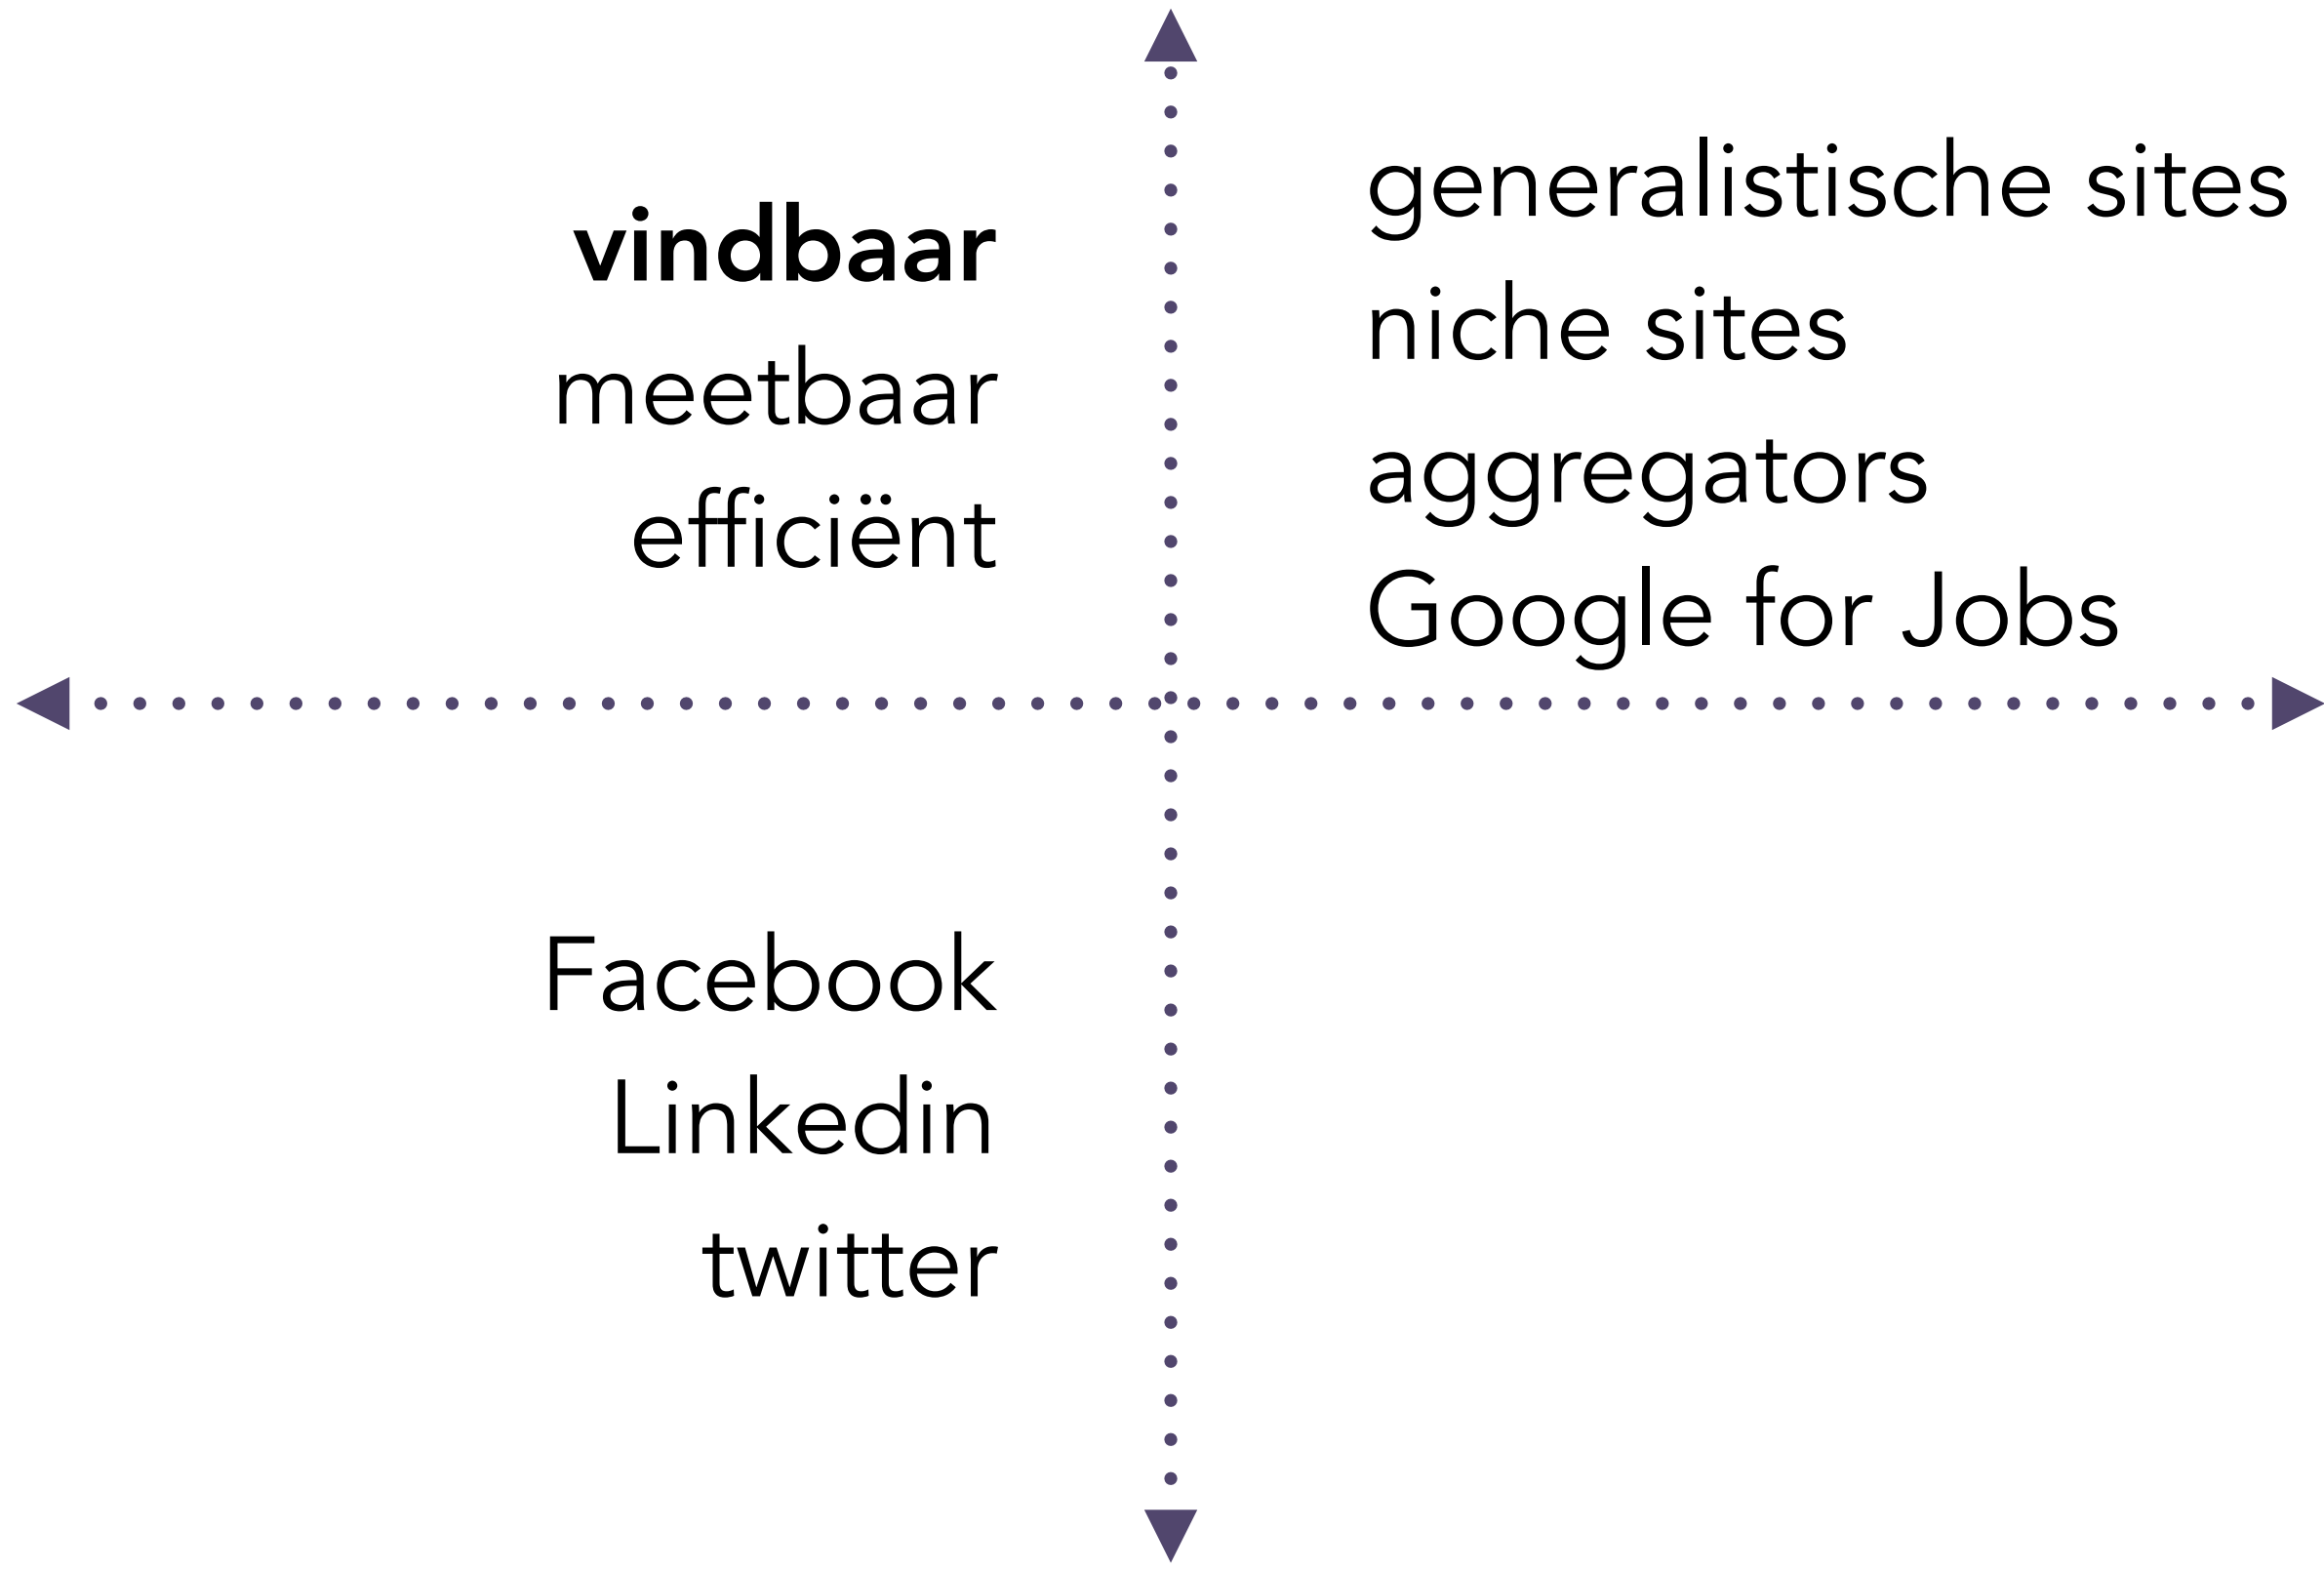 vindbaar
meetbaar
efficiënt
generalistische sites
niche sites
aggregators
Google for Jobs
Facebook
Linkedin
twitter